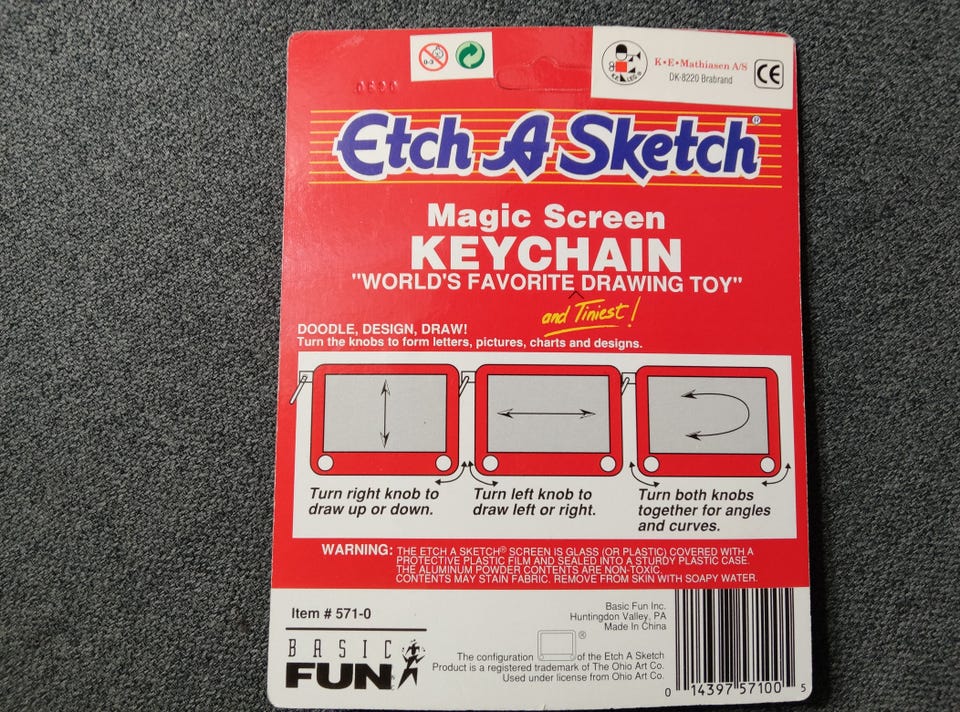 0-3
K•E•Mathiasen A/S
DK-8220 Brabrand
CE
Etch A Sketch®
Magic Screen
KEYCHAIN
"WORLD'S FAVORITE DRAWING TOY"
and Tiniest!
DOODLE, DESIGN, DRAW!
Turn the knobs to form letters, pictures, charts and designs.
Turn right knob to
draw up or down.
Turn left knob to
draw left or right.
Turn both knobs
together for angles
and curves.
WARNING: THE ETCH A SKETCH® SCREEN IS GLASS (OR PLASTIC) COVERED WITH A
PROTECTIVE PLASTIC FILM AND SEALED INTO A STURDY PLASTIC CASE.
THE ALUMINUM POWDER CONTENTS ARE NON-TOXIC.
CONTENTS MAY STAIN FABRIC. REMOVE FROM SKIN WITH SOAPY WATER.
Item # 571-0
BASIC
FUN
Basic Fun Inc.
Huntingdon Valley, PA
Made In China
The configuration ® of the Etch A Sketch
Product is a registered trademark of The Ohio Art Co.
Used under license from Ohio Art Co.
0 14397 57100 5